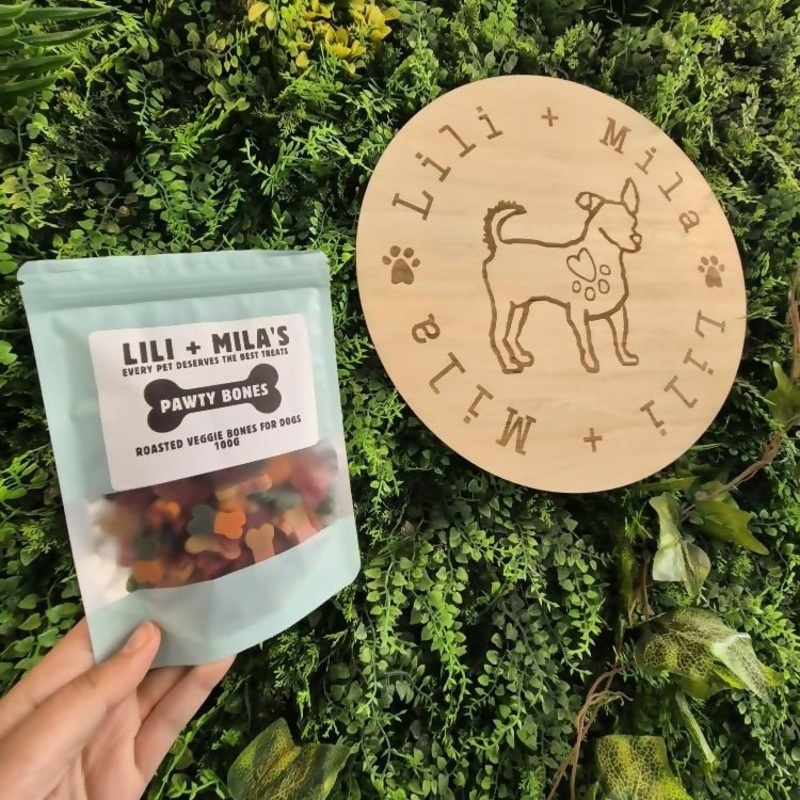 LILI + MILA'S
EVERY PET DESERVES THE BEST TREATS
PAWTY BONES
ROASTED VEGGIE BONES FOR DOGS
100G
Lili + Mila
Lili + Mila